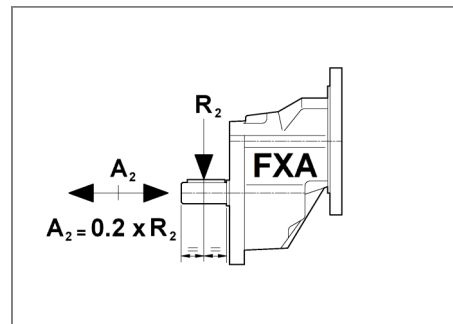 R₂
FXA
A₂
A₂ = 0.2 x R₂
= =